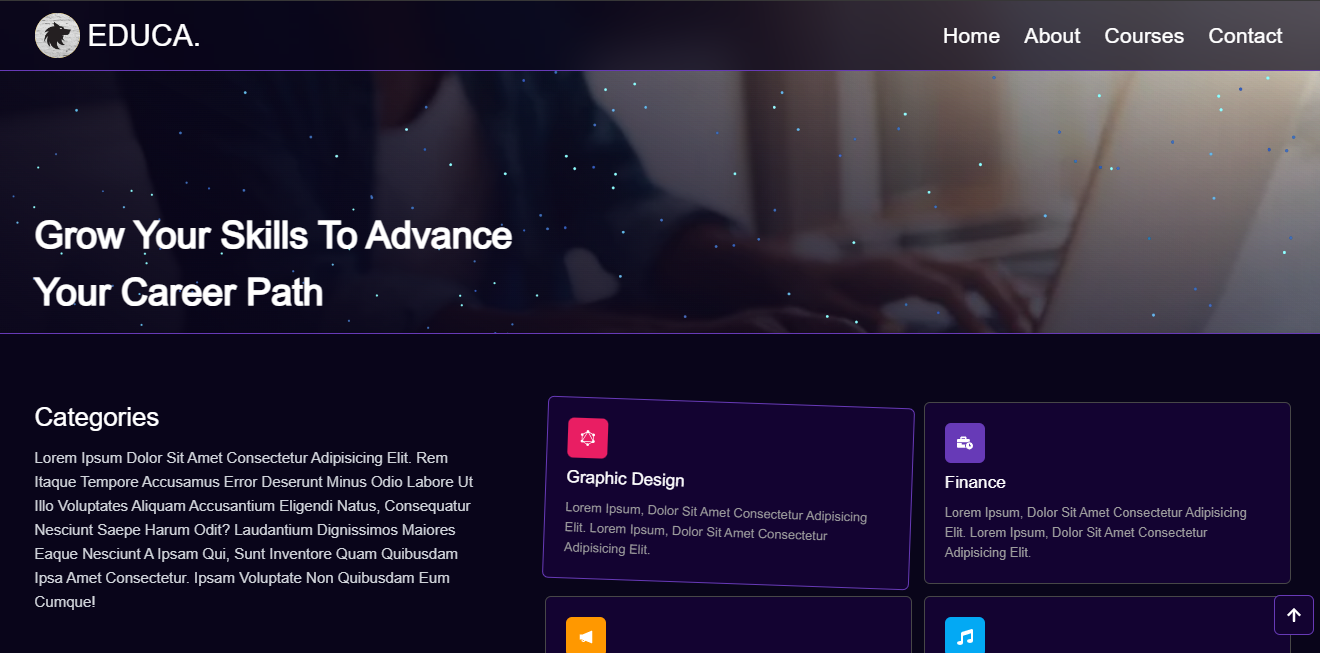 EDUCA.
Home
About
Courses
Contact
Grow Your Skills To Advance
Your Career Path
Categories
Lorem Ipsum Dolor Sit Amet Consectetur Adipisicing Elit. Rem
Itaque Tempore Accusamus Error Deserunt Minus Odio Labore Ut
Illo Voluptates Aliquam Accusantium Eligendi Natus, Consequatur
Nesciunt Saepe Harum Odit? Laudantium Dignissimos Maiores
Eaque Nesciunt A Ipsam Qui, Sunt Inventore Quam Quibusdam
Ipsa Amet Consectetur. Ipsam Voluptate Non Quibusdam Eum
Cumque!
Graphic Design
Lorem Ipsum, Dolor Sit Amet Consectetur Adipisicing
Elit. Lorem Ipsum, Dolor Sit Amet Consectetur
Adipisicing Elit.
Finance
Lorem Ipsum, Dolor Sit Amet Consectetur Adipisicing
Elit. Lorem Ipsum, Dolor Sit Amet Consectetur
Adipisicing Elit.